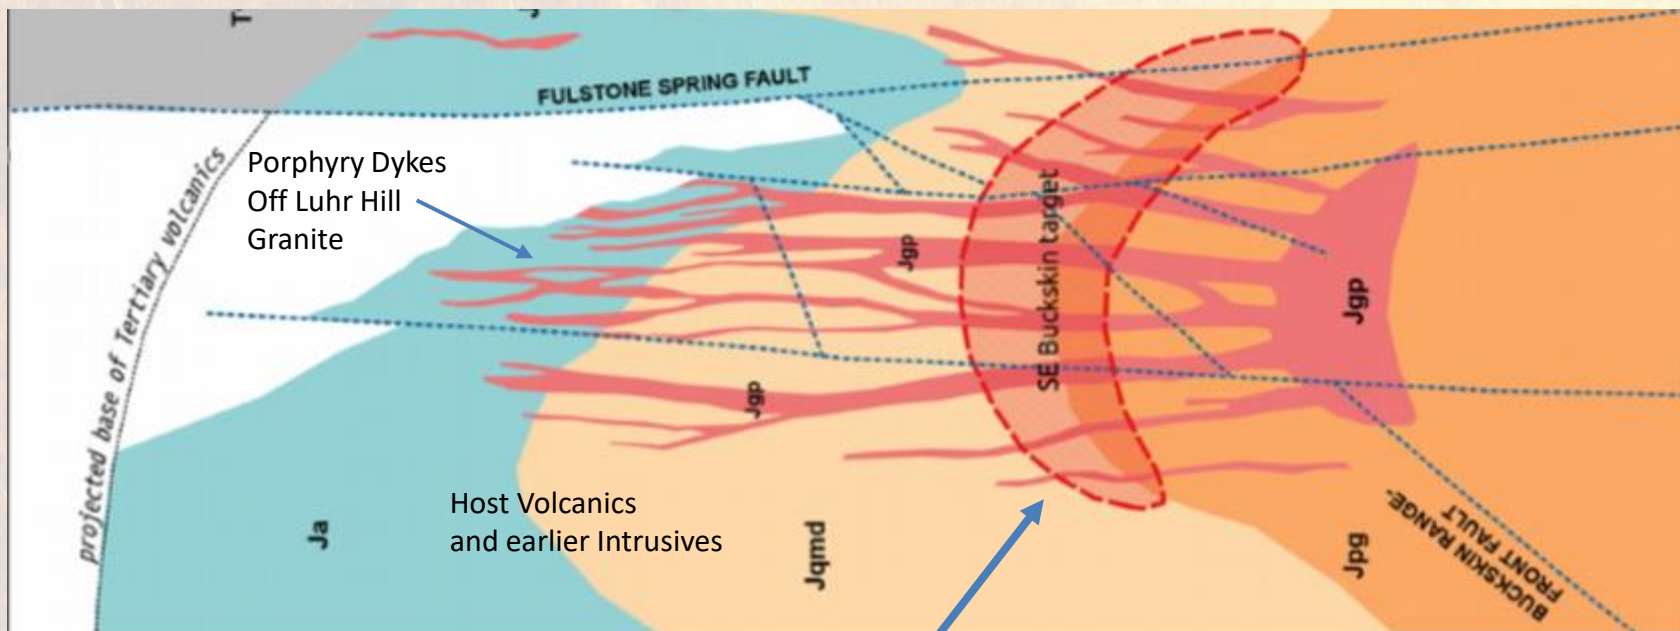 FULSTONE SPRING FAULT
projected base of Tertiary volcanics
Porphyry Dykes
Off Luhr Hill
Granite
Jgp
SE Buckskin target
Jgp
Jgp
Host Volcanics
and earlier Intrusives
Ja
Jqmd
Jpg
BUCKSKIN RANGE-
FRONT FAULT